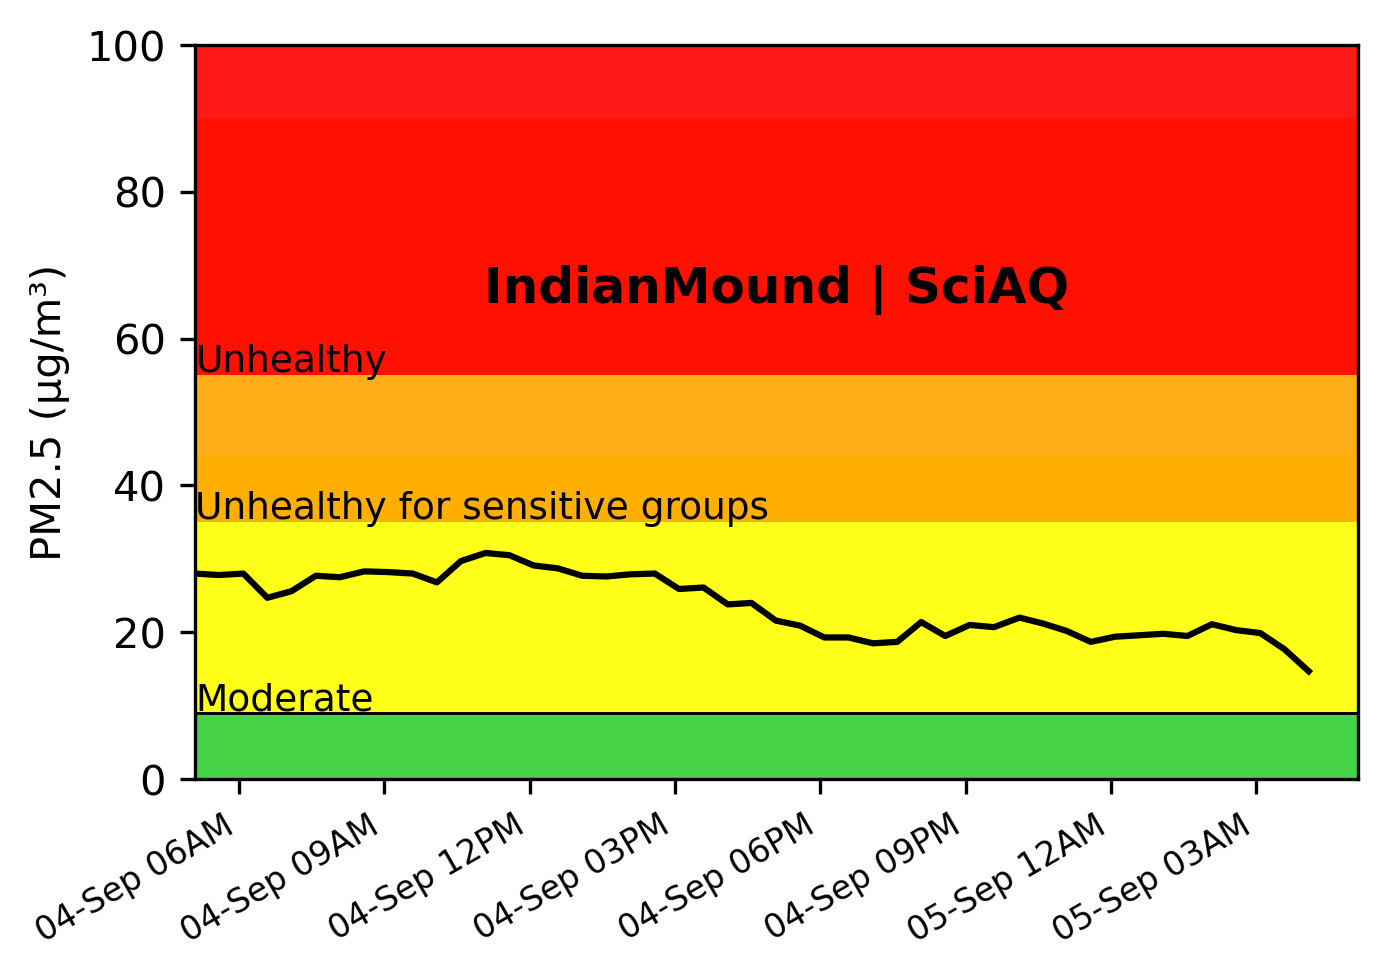 100
80
60
40
20
0
PM2.5 (µg/m³)
IndianMound | SciAQ
Unhealthy
Unhealthy for sensitive groups
Moderate
04-Sep 06AM
04-Sep 09AM
04-Sep 12PM
04-Sep 03PM
04-Sep 06PM
04-Sep 09PM
05-Sep 12AM
05-Sep 03AM